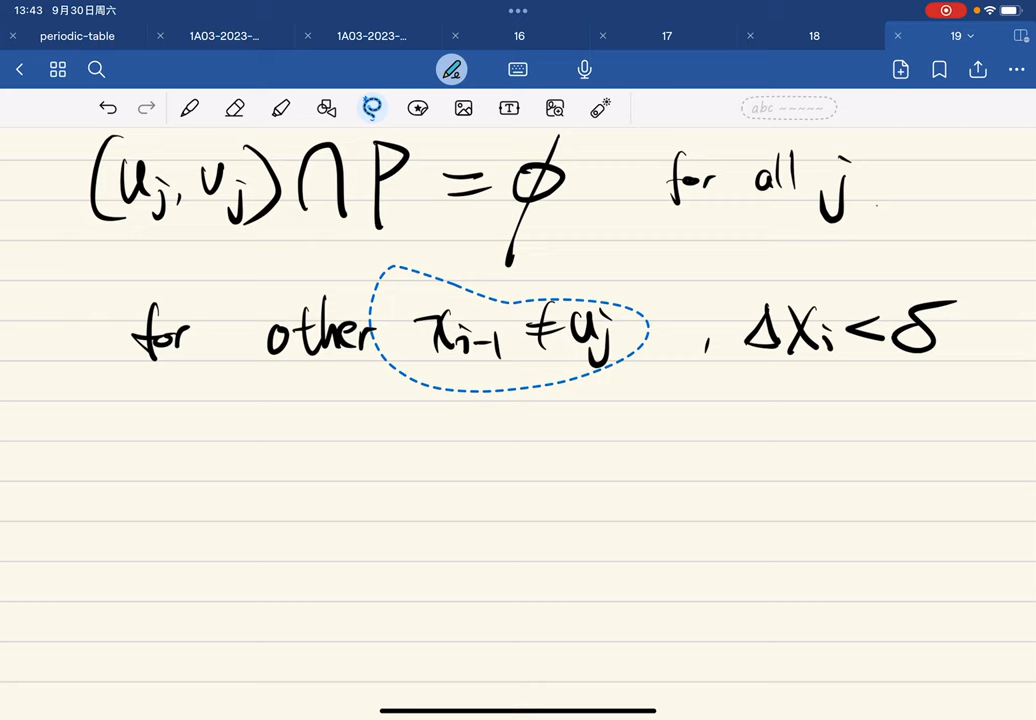 13:43 9月30日周六
periodic-table 1A03-2023-... 1A03-2023-... 16 17 18 19
abc
(uj, vj) ∩ P = ϕ for all j.
for other xi-1 ≠ uj , Δxi < δ